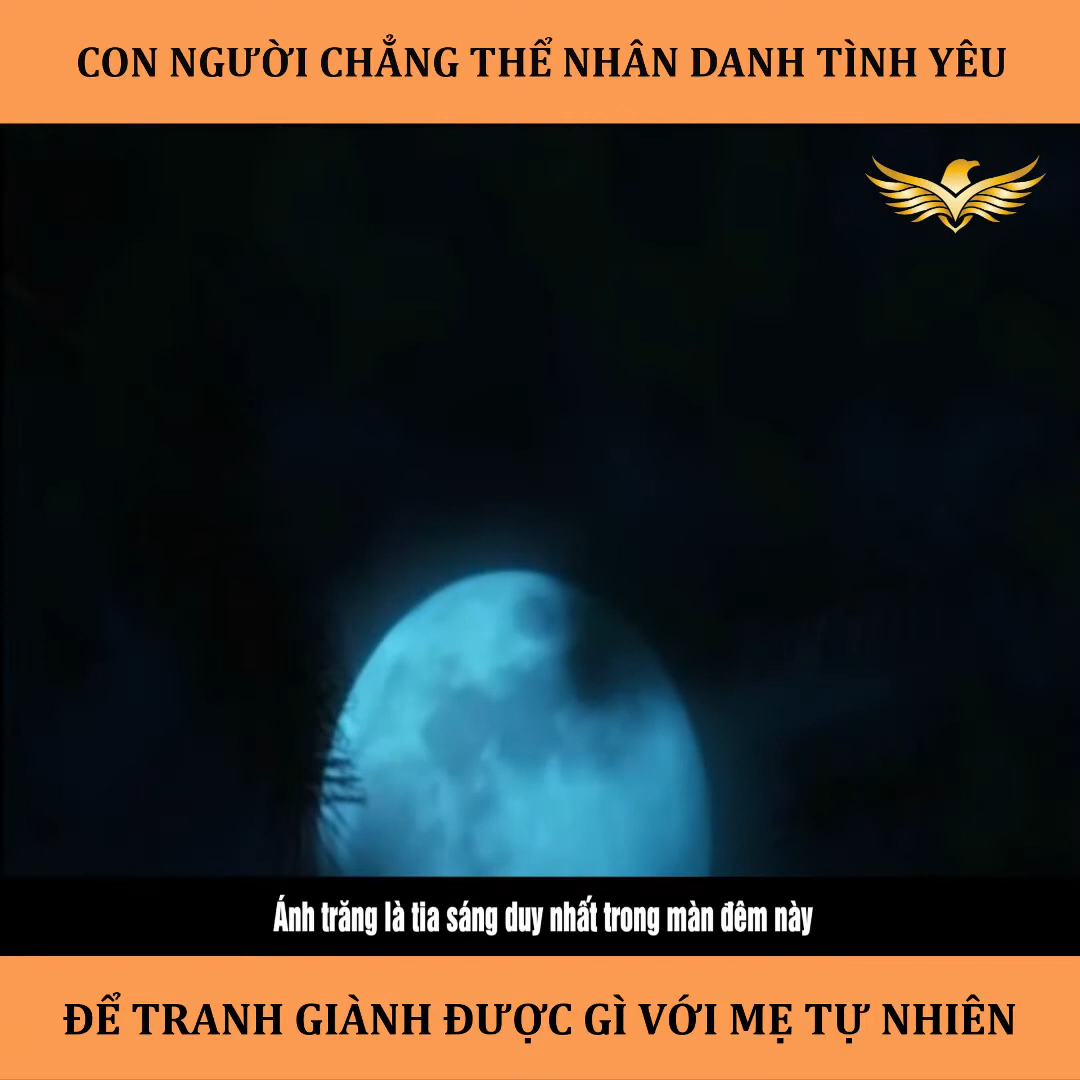 CON NGƯỜI CHẲNG THỂ NHÂN DANH TÌNH YÊU
Ánh trăng là tia sáng duy nhất trong màn đêm này
ĐỂ TRANH GIÀNH ĐƯỢC GÌ VỚI MẸ TỰ NHIÊN